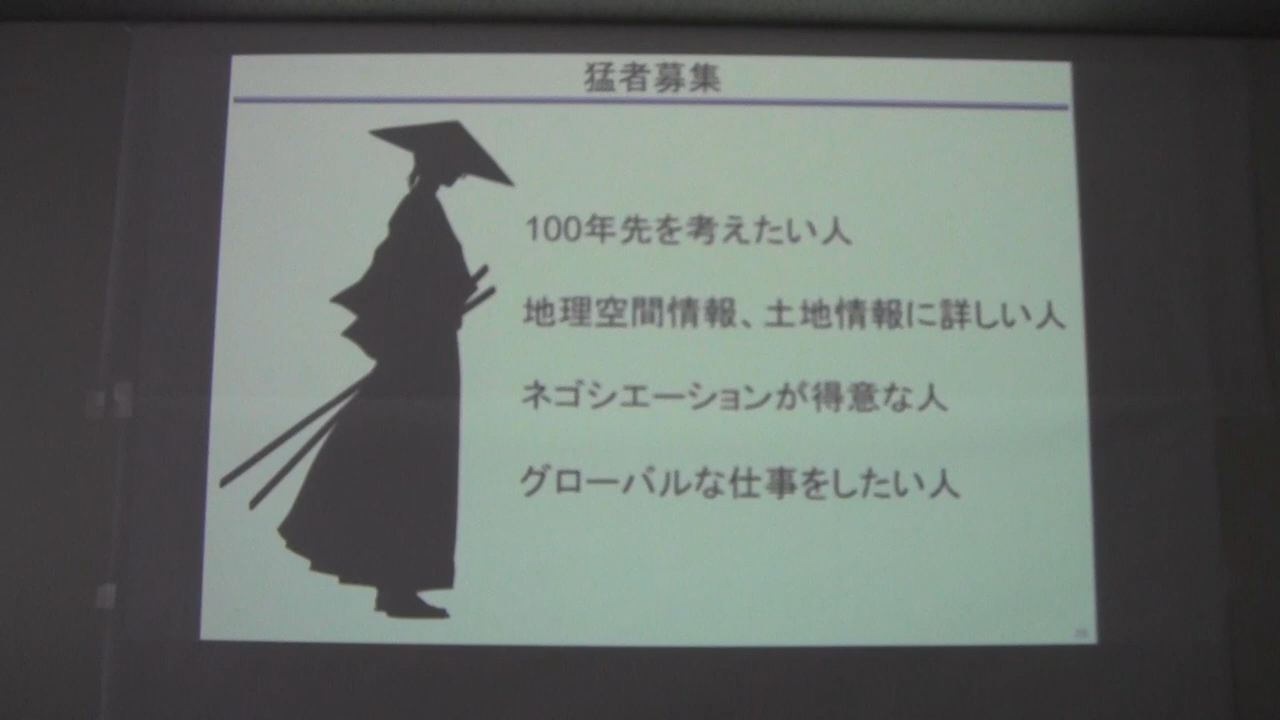 猛者募集
100年先を考えたい人
地理空間情報、土地情報に詳しい人
ネゴシエーションが得意な人
グローバルな仕事をしたい人